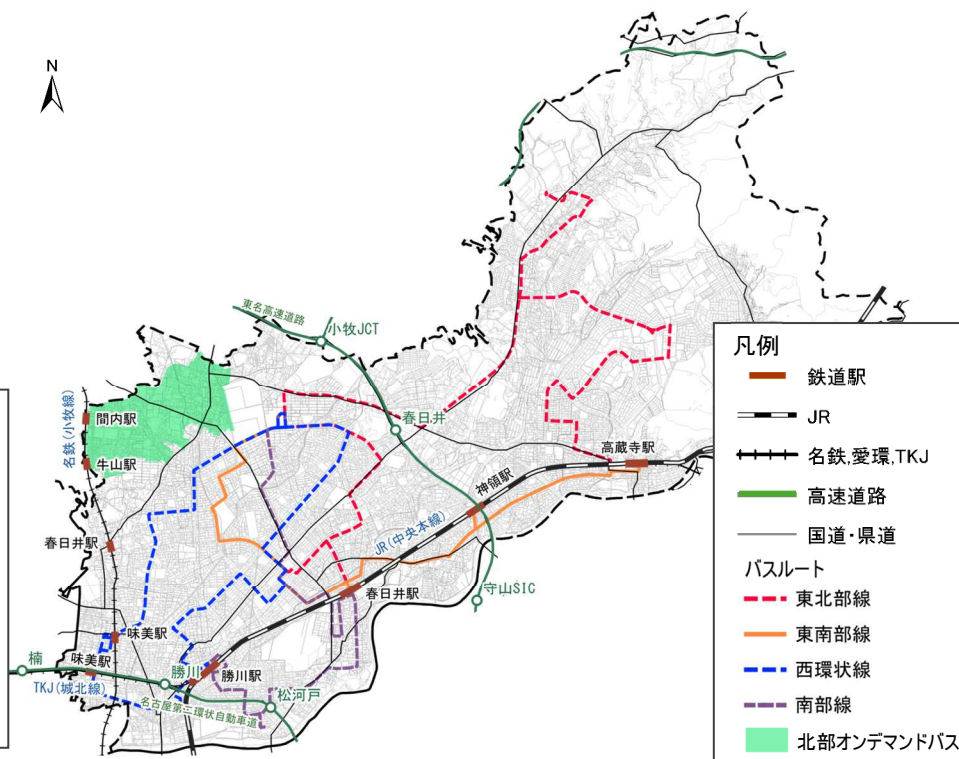 N
東名高速道路
小牧JCT
間内駅
名鉄(小牧線)
牛山駅
春日井
高蔵寺駅
神領駅
JR(中央本線)
春日井駅
守山SIC
春日井駅
味美駅
味美駅
楠
勝川
勝川駅
TKJ(城北線)
松河戸
名古屋第二環状自動車道
凡例
鉄道駅
JR
名鉄,愛環,TKJ
高速道路
国道・県道
バスルート
東北部線
東南部線
西環状線
南部線
北部オンデマンドバス